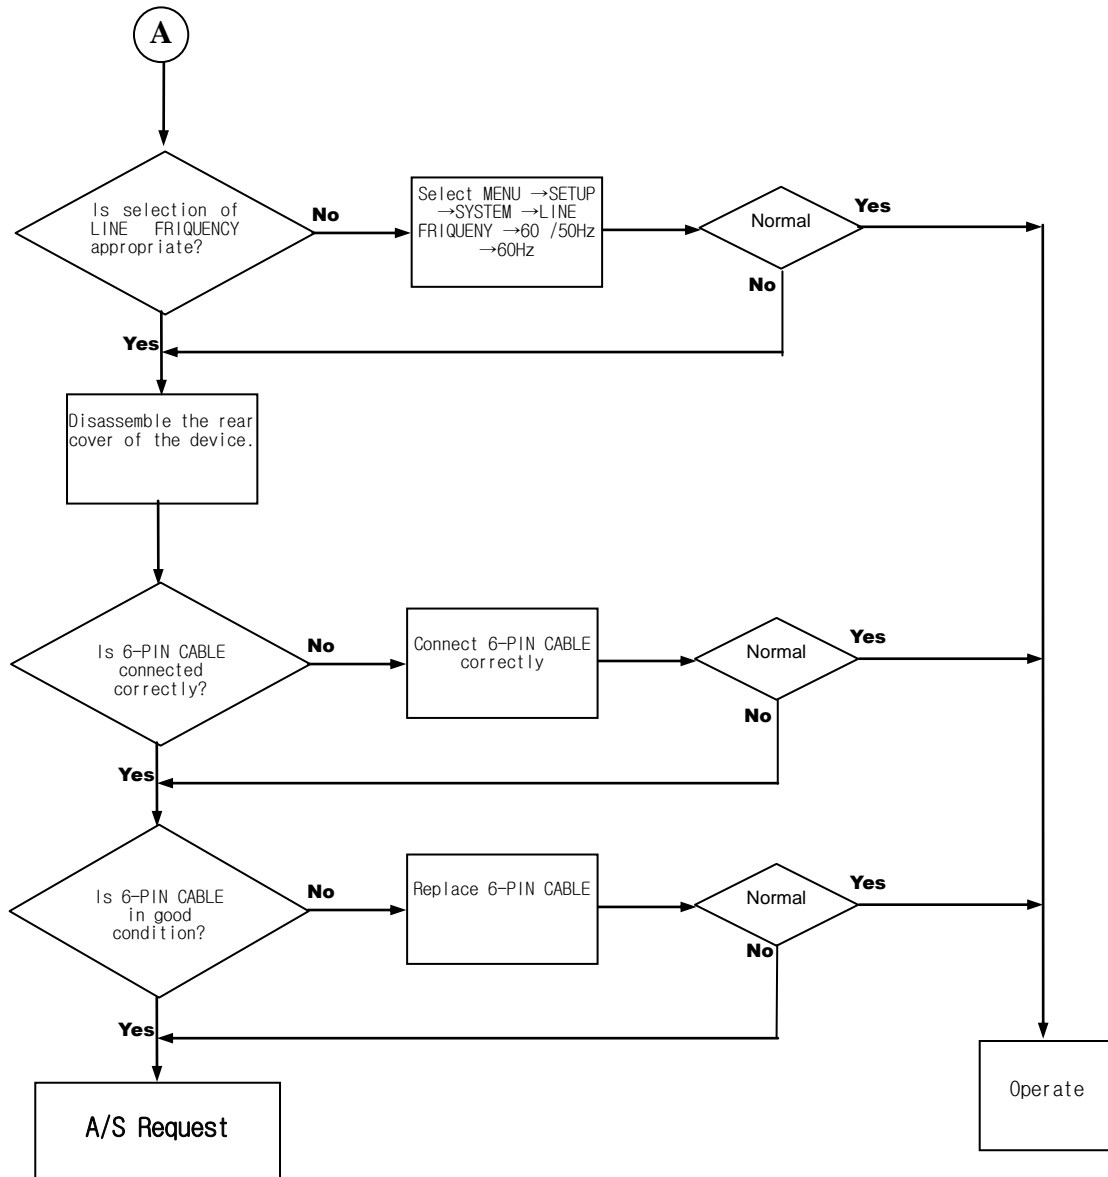 A
Is selection of
LINE FRIQUENCY
appropriate?
No
Select MENU →SETUP
→SYSTEM →LINE
FRIQUENY →60 /50Hz
→60Hz
Normal
Yes
No
Yes
Disassemble the rear
cover of the device.
Is 6-PIN CABLE
connected
correctly?
No
Connect 6-PIN CABLE
correctly
Normal
Yes
No
Yes
Is 6-PIN CABLE
in good
condition?
No
Replace 6-PIN CABLE
Normal
Yes
No
Yes
A/S Request
Operate